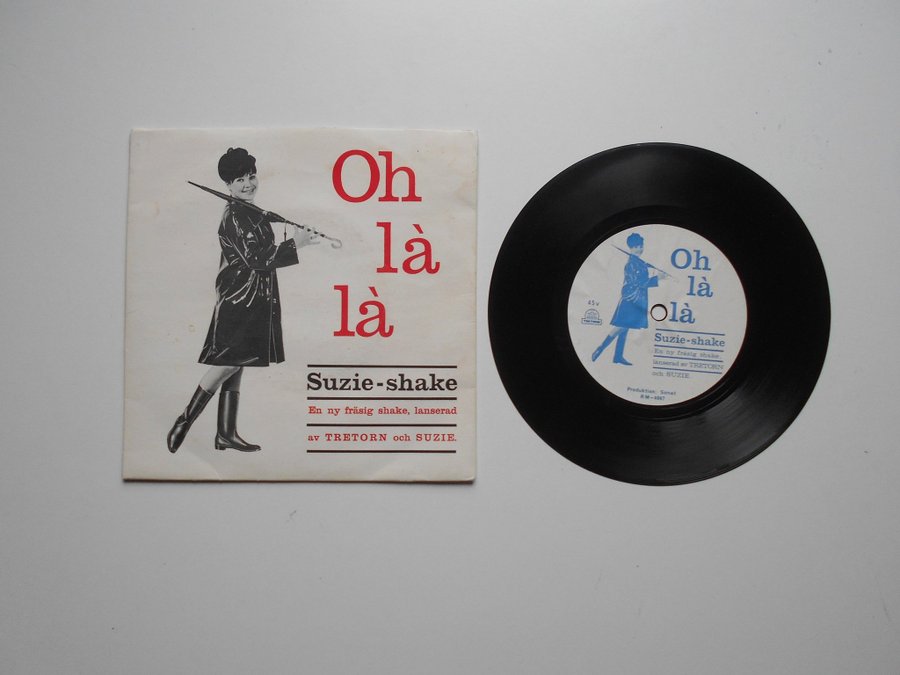 Oh
là
là
Suzie-shake
En ny fräsig shake, lanserad
av TRETORN och SUZIE.
Oh
là
là
45 v
Suzie-shake
En ny fräsig shake,
lanserad av TRETORN
och SUZIE
Produktion: Sonet